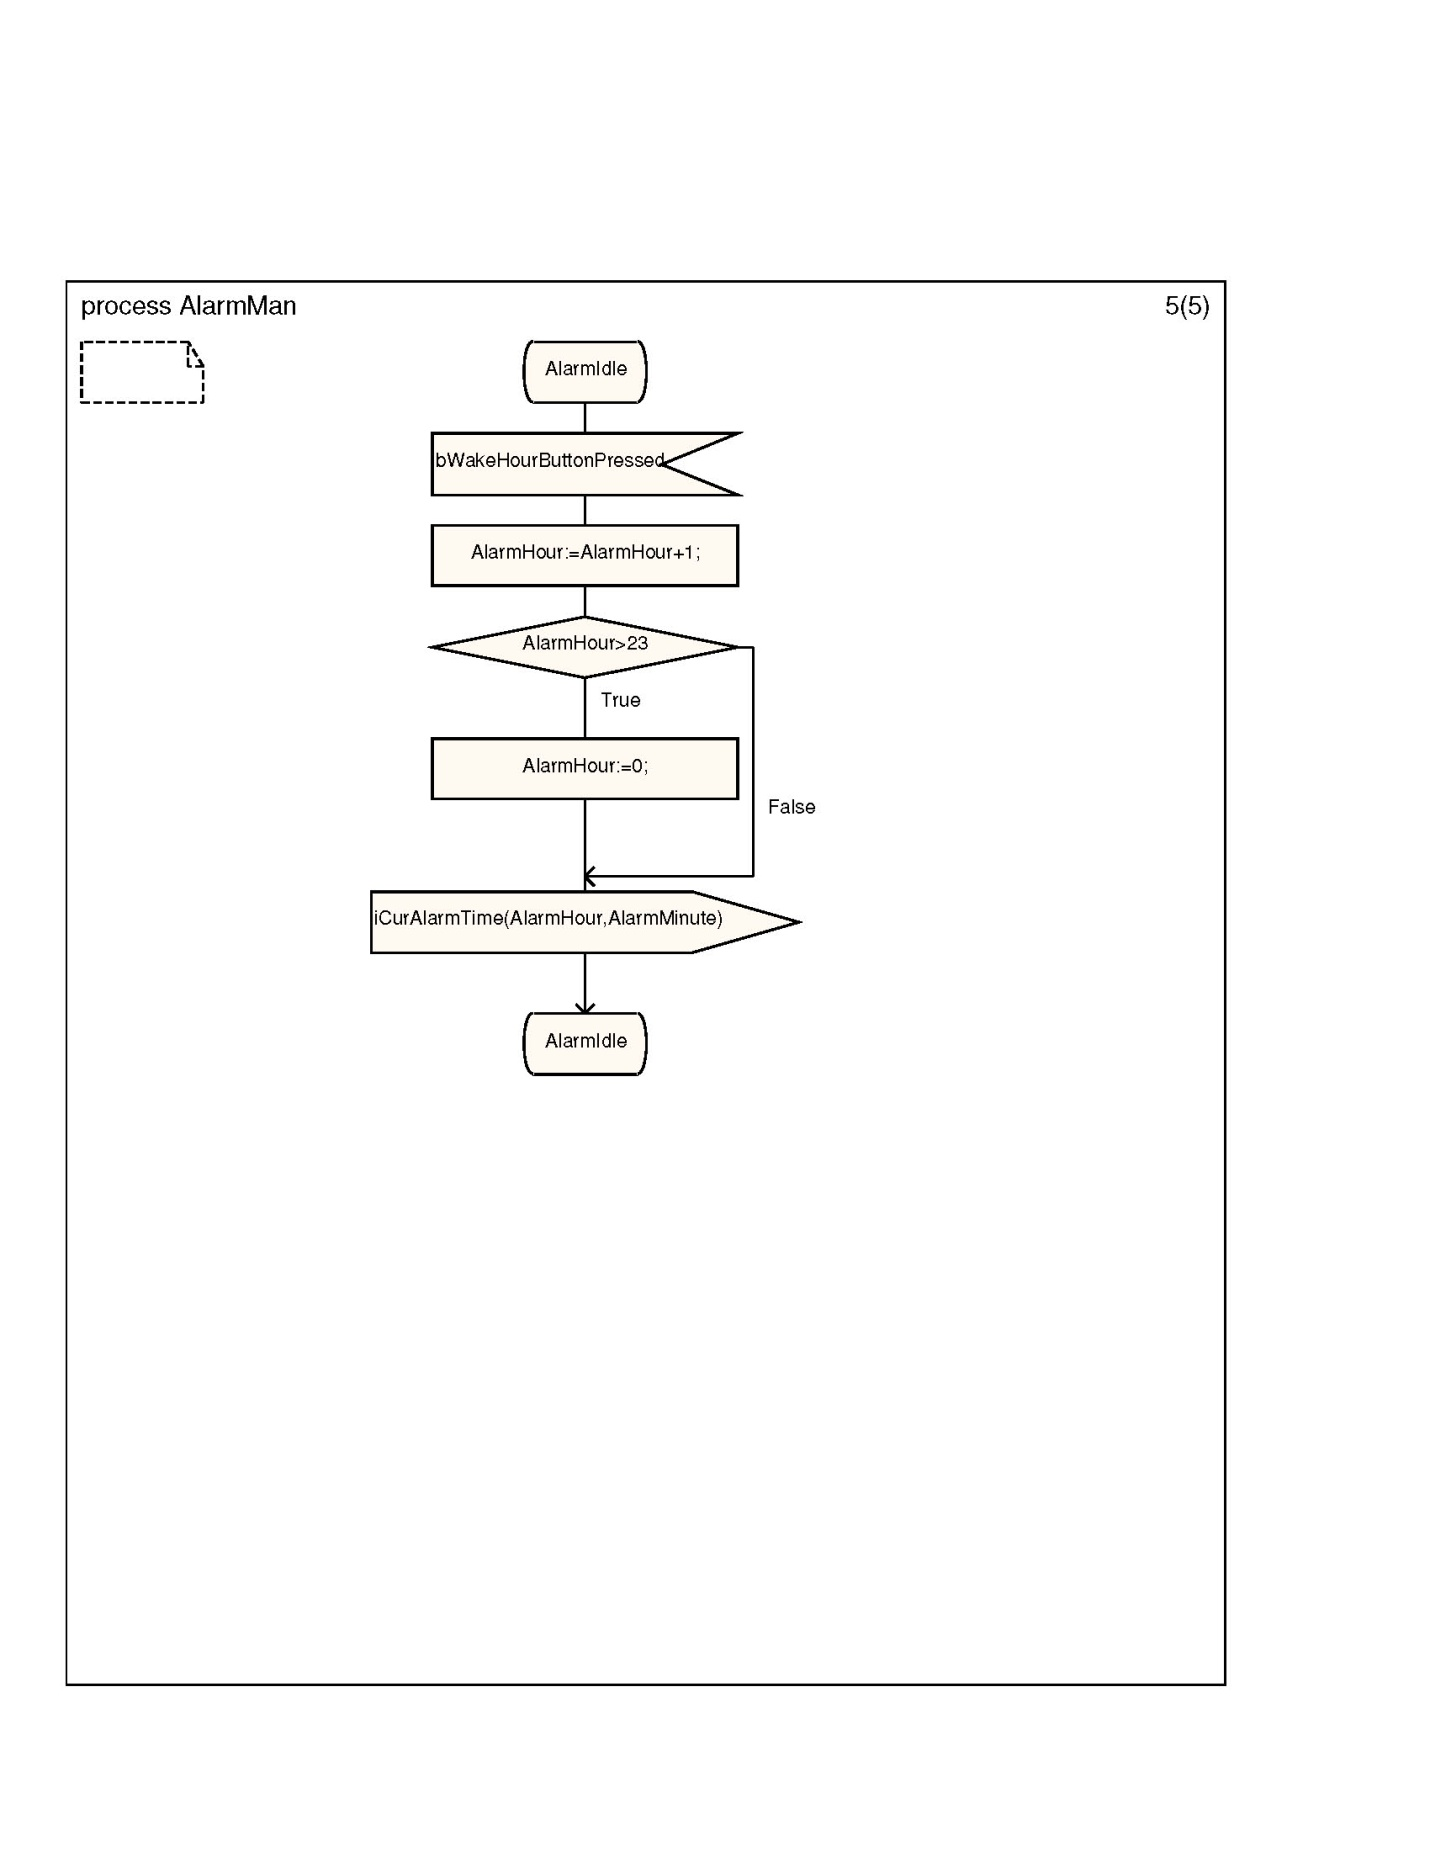 process AlarmMan
5(5)
AlarmIdle
bWakeHourButtonPressed
AlarmHour:=AlarmHour+1;
AlarmHour>23
True
AlarmHour:=0;
False
iCurAlarmTime(AlarmHour,AlarmMinute)
AlarmIdle